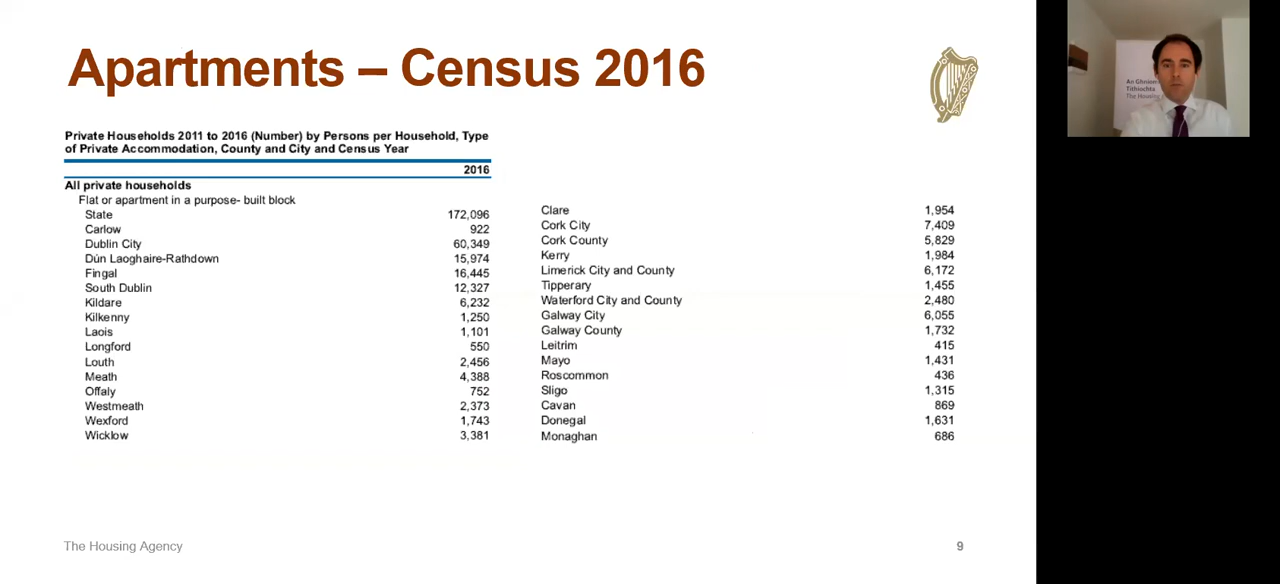 Apartments – Census 2016
Private Households 2011 to 2016 (Number) by Persons per Household, Type
of Private Accommodation, County and City and Census Year
2016
All private households
Flat or apartment in a purpose- built block
State 172,096
Carlow 922
Dublin City 60,349
Dún Laoghaire-Rathdown 15,974
Fingal 16,445
South Dublin 12,327
Kildare 6,232
Kilkenny 1,250
Laois 1,101
Longford 550
Louth 2,456
Meath 4,388
Offaly 752
Westmeath 2,373
Wexford 1,743
Wicklow 3,381
Clare 1,954
Cork City 7,409
Cork County 5,829
Kerry 1,984
Limerick City and County 6,172
Tipperary 1,455
Waterford City and County 2,480
Galway City 6,055
Galway County 1,732
Leitrim 415
Mayo 1,431
Roscommon 436
Sligo 1,315
Cavan 869
Donegal 1,631
Monaghan 686
The Housing Agency 9
An Ghníom
Tithíochta
The Housing